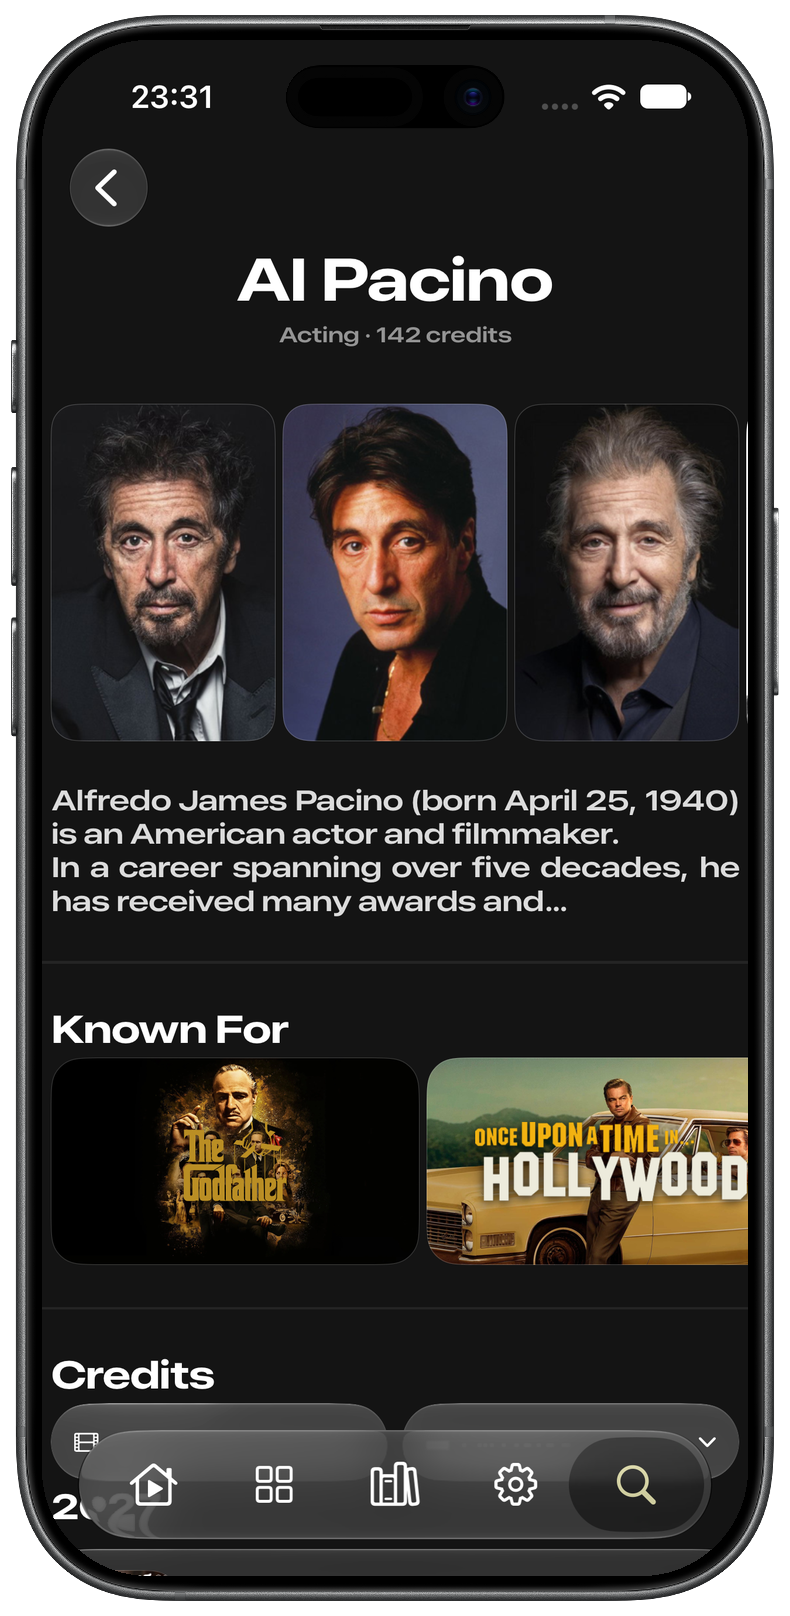 23:31
Al Pacino
Acting · 142 credits
Alfredo James Pacino (born April 25, 1940)
is an American actor and filmmaker.
In a career spanning over five decades, he
has received many awards and...
Known For
The
Godfather
ONCE UPON A TIME IN...
HOLLYWOOD
Credits
2027